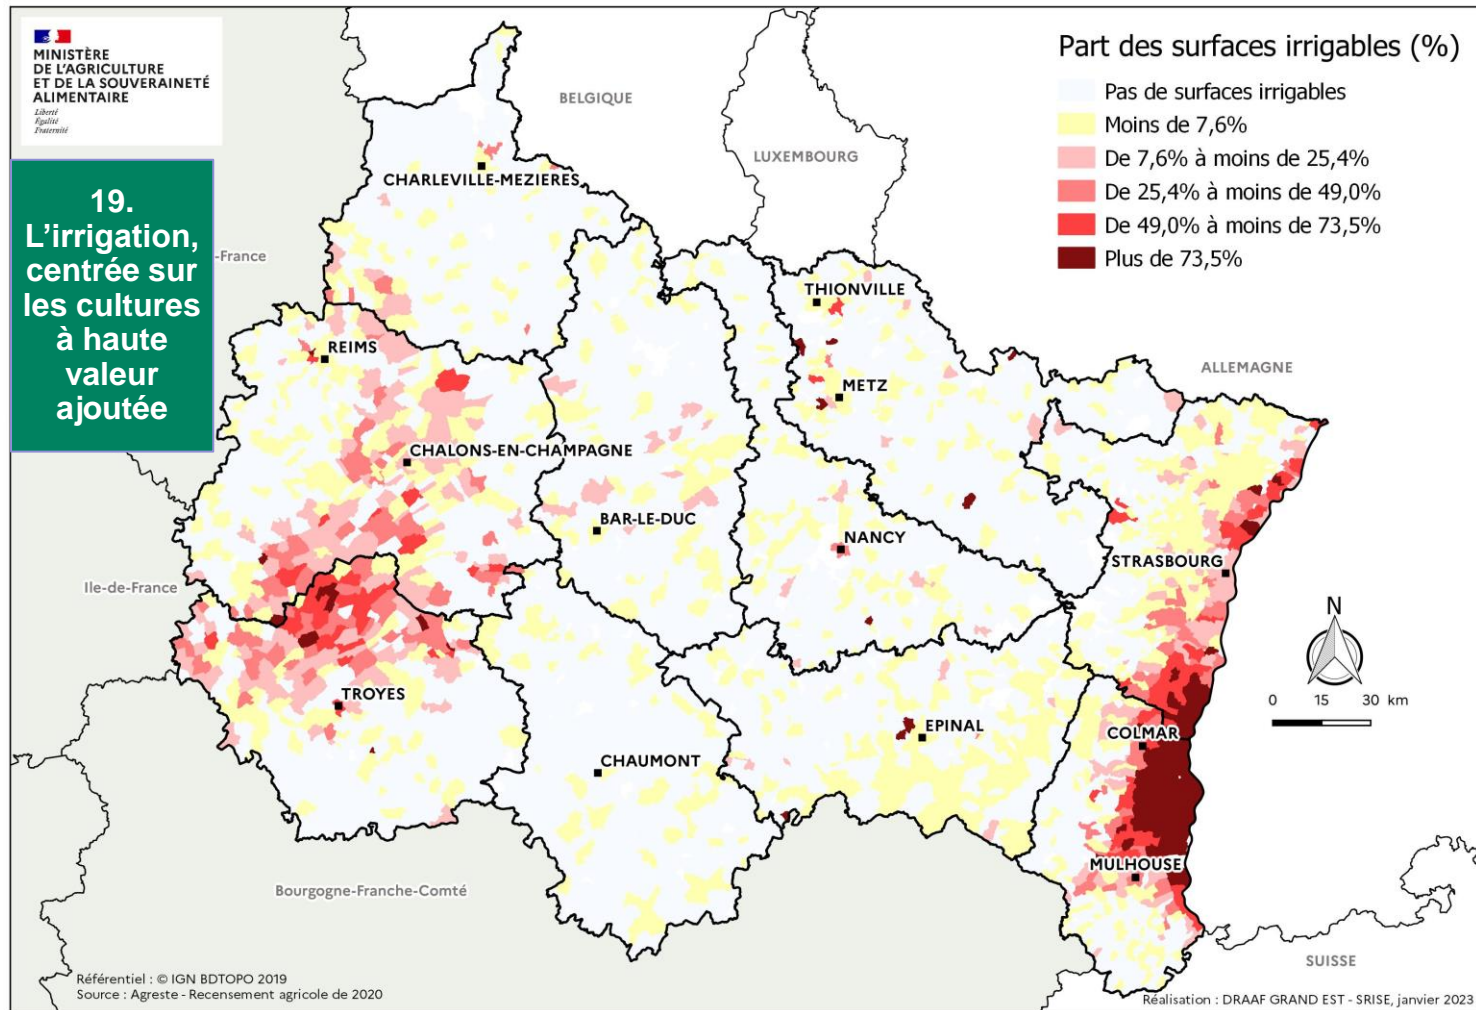 MINISTÈRE
DE L'AGRICULTURE
ET DE LA SOUVERAINETÉ
ALIMENTAIRE
Liberté
Égalité
Fraternité
19.
L'irrigation,
centrée sur
les cultures
à haute
valeur
ajoutée
Part des surfaces irrigables (%)
Pas de surfaces irrigables
Moins de 7,6%
De 7,6% à moins de 25,4%
De 25,4% à moins de 49,0%
De 49,0% à moins de 73,5%
Plus de 73,5%
BELGIQUE
LUXEMBOURG
CHARLEVILLE-MEZIERES
-France
THIONVILLE
REIMS
ALLEMAGNE
METZ
CHALONS-EN-CHAMPAGNE
BAR-LE-DUC
NANCY
STRASBOURG
Ile-de-France
N
TROYES
0 15 30 km
EPINAL
COLMAR
CHAUMONT
MULHOUSE
Bourgogne-Franche-Comté
SUISSE
Référentiel : © IGN BDTOPO 2019
Source : Agreste - Recensement agricole de 2020
Réalisation : DRAAF GRAND EST - SRISE, janvier 2023